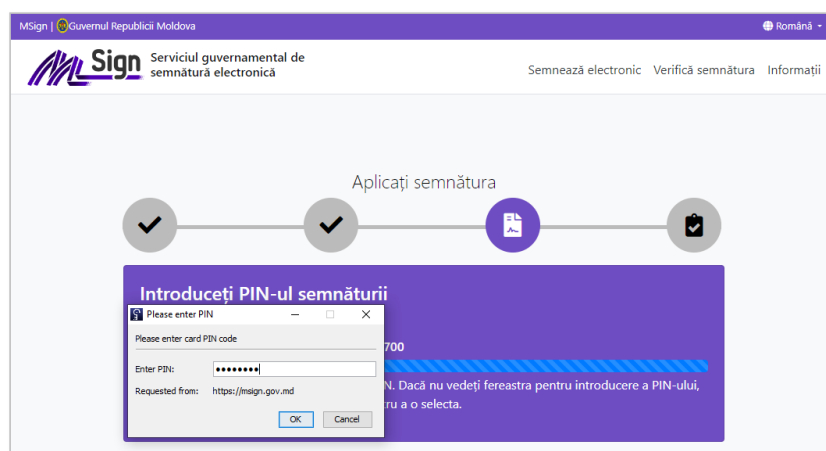 MSign | Guvernul Republicii Moldova
Română
Sign
Serviciul guvernamental de
semnătură electronică
Semnează electronic Verifică semnătura Informații
Aplicați semnătura
Introduceți PIN-ul semnăturii
Please enter PIN
Please enter card PIN code
700
Enter PIN: ••••••••
N. Dacă nu vedeți fereastra pentru introducere a PIN-ului,
Requested from: https://msign.gov.md
tru a o selecta.
OK Cancel